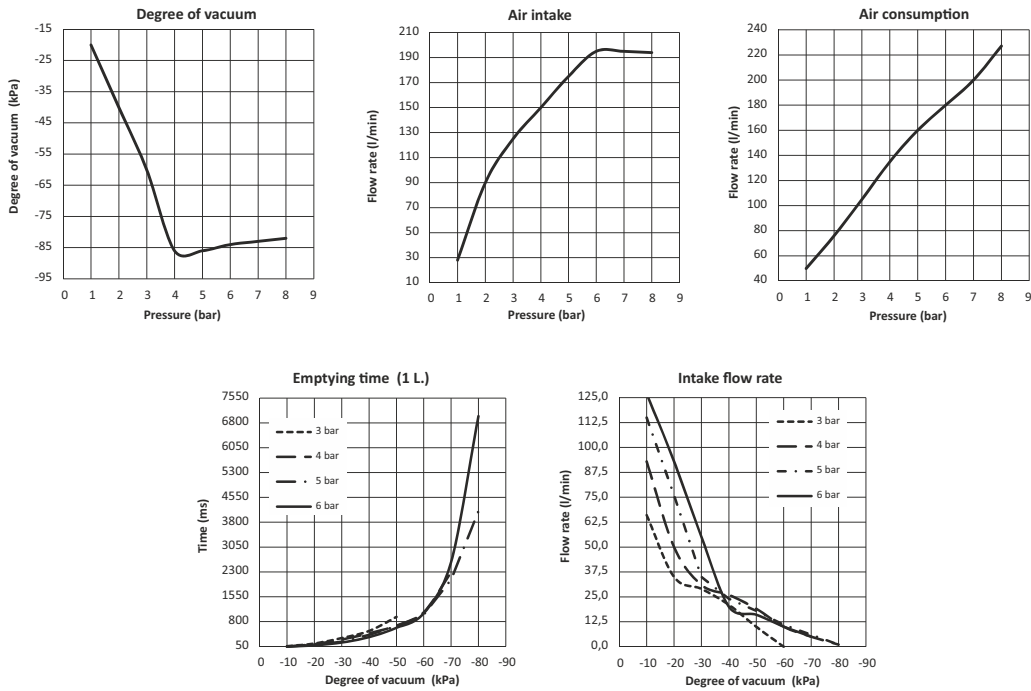 Degree of vacuum
Degree of vacuum (kPa)
-15
-25
-35
-45
-55
-65
-75
-85
-95
0 1 2 3 4 5 6 7 8 9
Pressure (bar)
Air intake
Flow rate (l/min)
210
190
170
150
130
110
90
70
50
30
10
0 1 2 3 4 5 6 7 8 9
Pressure (bar)
Air consumption
Flow rate (l/min)
240
220
200
180
160
140
120
100
80
60
40
0 1 2 3 4 5 6 7 8 9
Pressure (bar)
Emptying time (1 L.)
Time (ms)
7550
6800
6050
5300
4550
3800
3050
2300
1550
800
50
3 bar
4 bar
5 bar
6 bar
0 -10 -20 -30 -40 -50 -60 -70 -80 -90
Degree of vacuum (kPa)
Intake flow rate
Flow rate (l/min)
125,0
112,5
100,0
87,5
75,0
62,5
50,0
37,5
25,0
12,5
0,0
3 bar
4 bar
5 bar
6 bar
0 -10 -20 -30 -40 -50 -60 -70 -80 -90
Degree of vacuum (kPa)